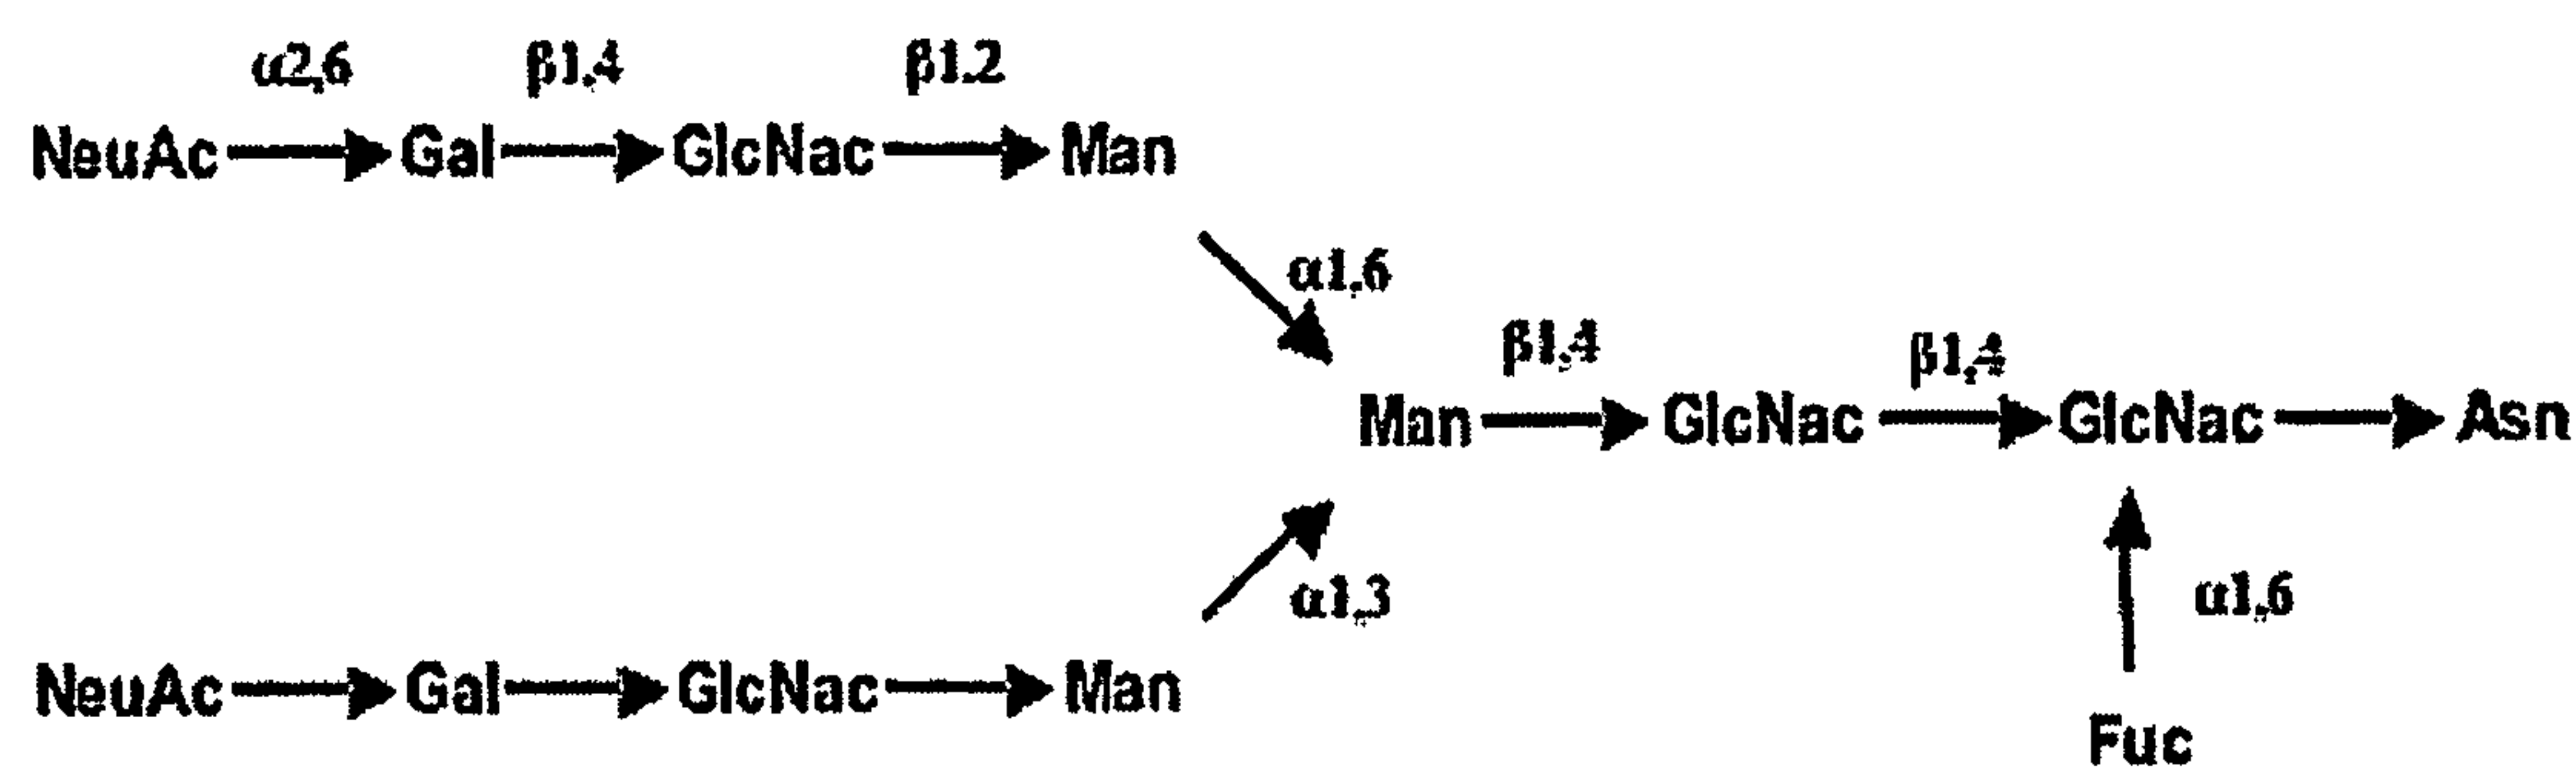 α2,6 β1,4 β1,2
NeuAc Gal GlcNac Man
α1,6
β1,4 β1,4
Man GlcNac GlcNac Asn
α1,3 α1,6
NeuAc Gal GlcNac Man
Fuc